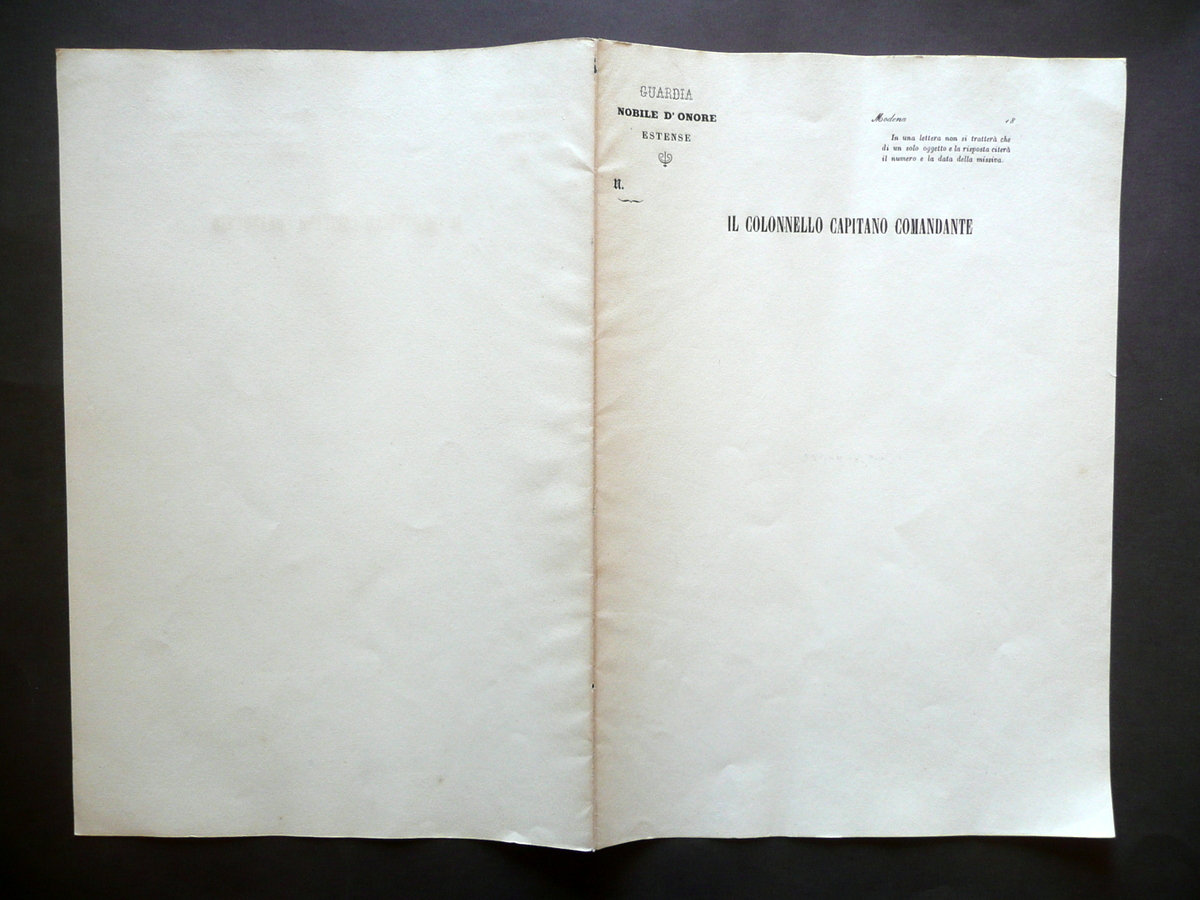 GUARDIA
NOBILE D' ONORE
ESTENSE
N.
Modena 18
In una lettera non si tratterà che
di un solo oggetto e la risposta citerà
il numero e la data della missiva.
IL COLONNELLO CAPITANO COMANDANTE